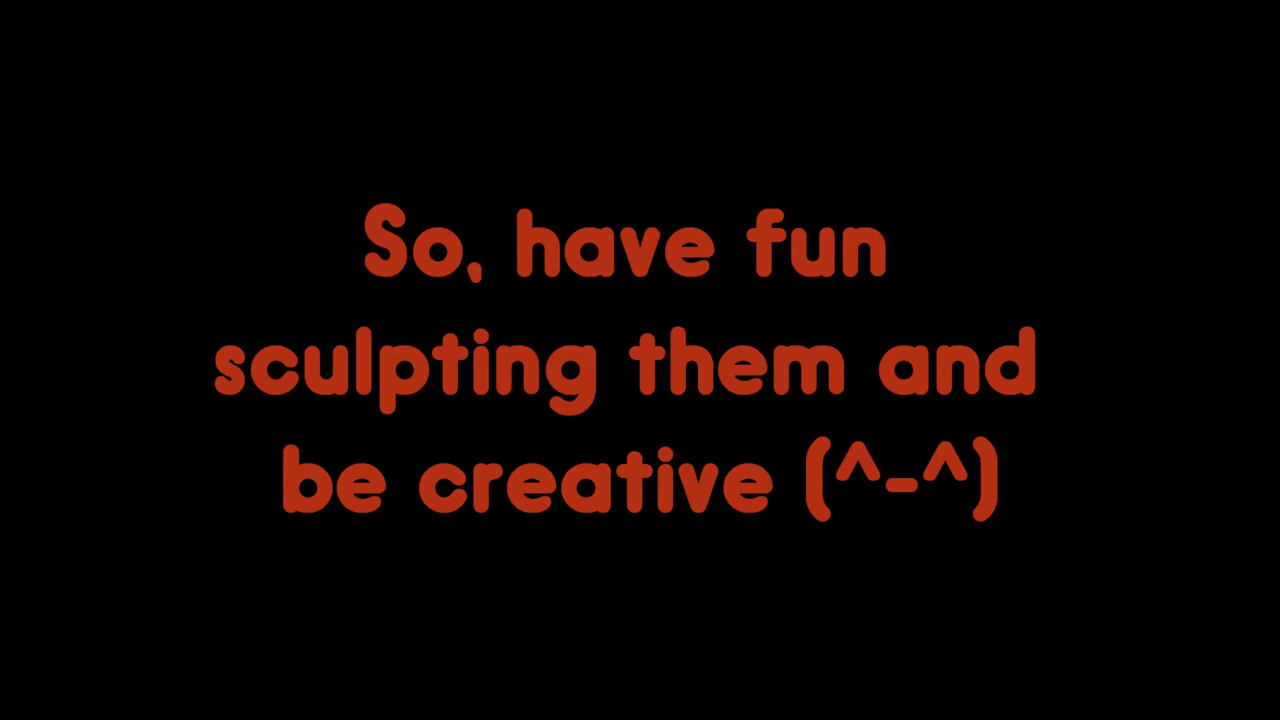 So, have fun
sculpting them and
be creative (^-^)